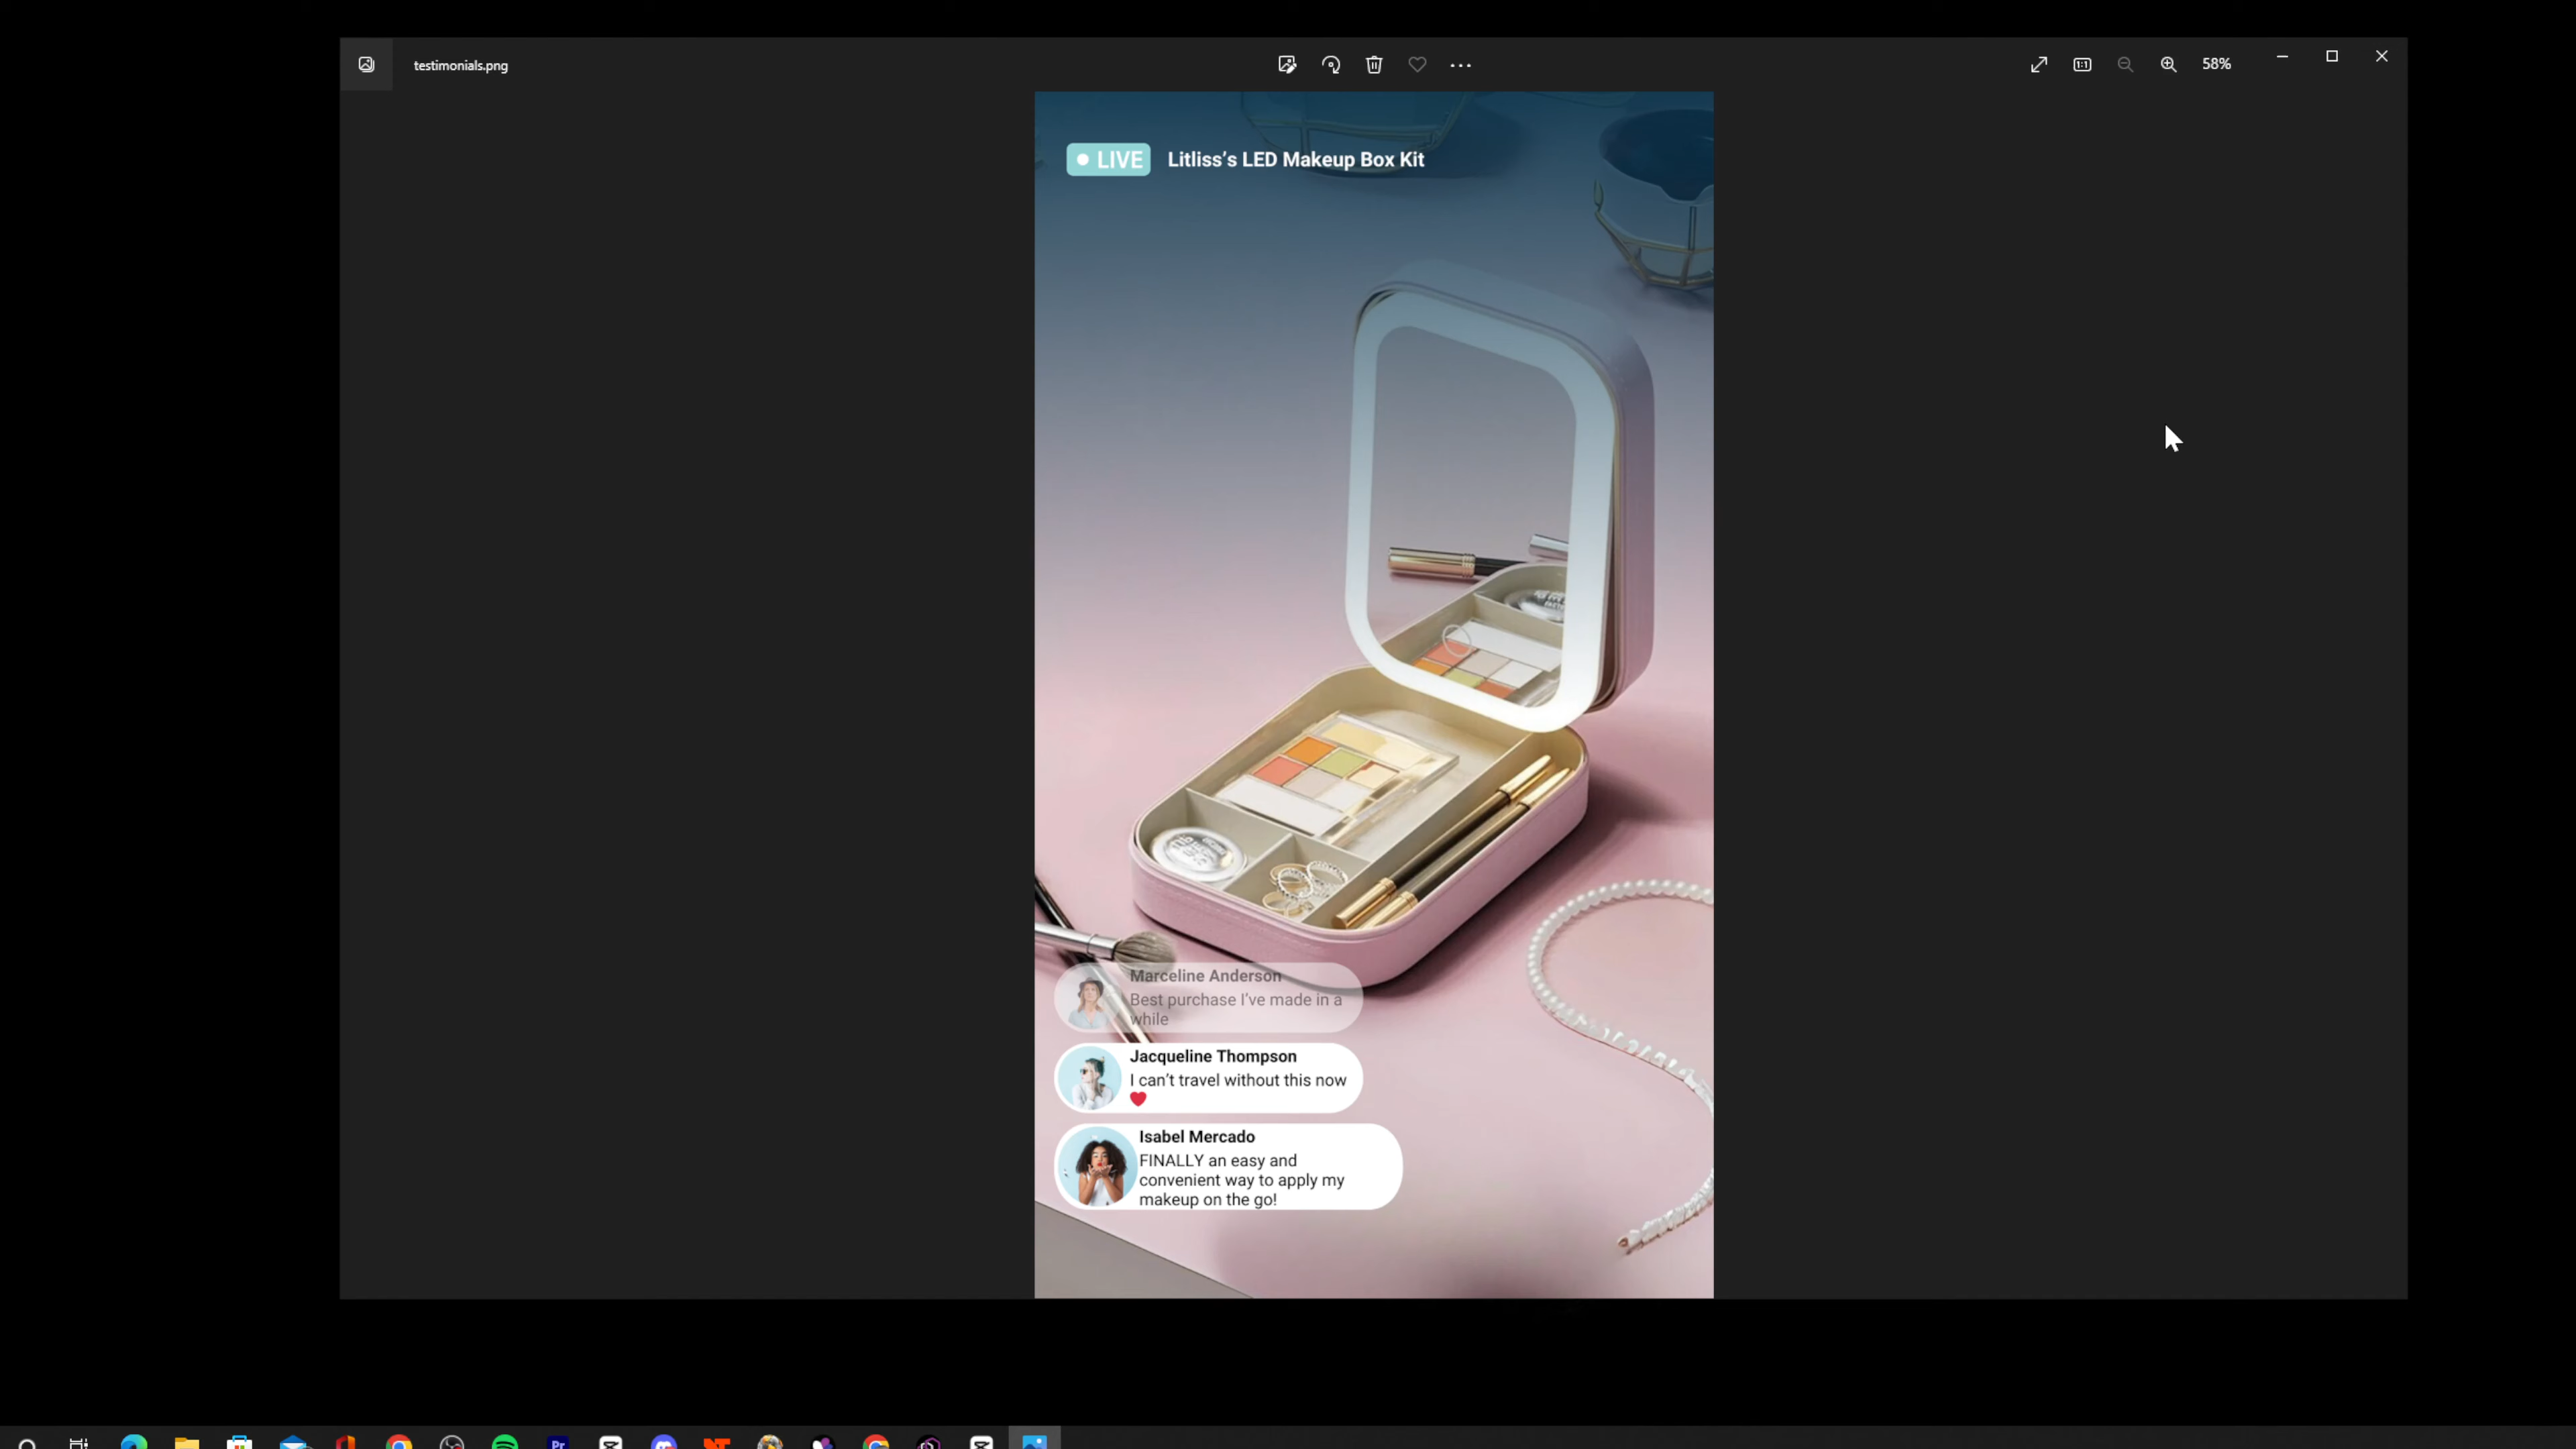 testimonials.png
58%
LIVE
Litliss’s LED Makeup Box Kit
Marceline Anderson
Best purchase I’ve made in a
while
Jacqueline Thompson
I can’t travel without this now
❤
Isabel Mercado
FINALLY an easy and
convenient way to apply my
makeup on the go!
Pr